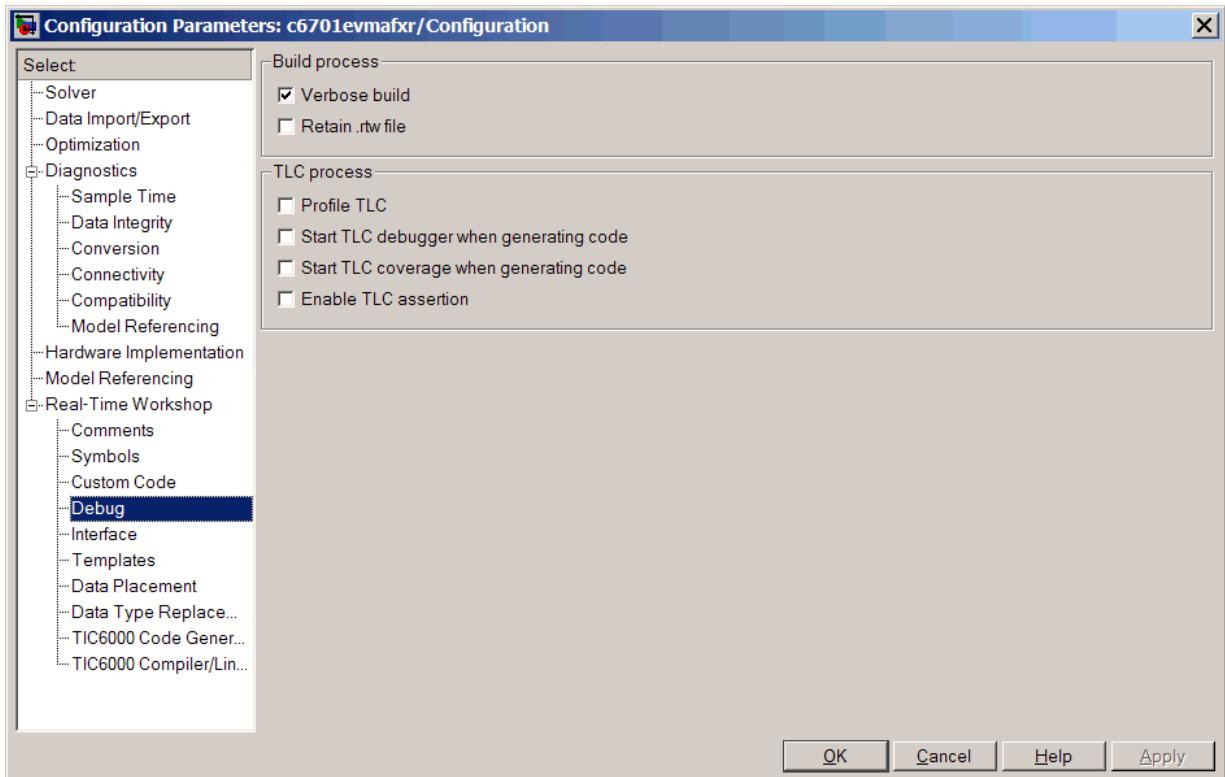 Configuration Parameters: c6701evmafxr/Configuration
Select:
Solver
Data Import/Export
Optimization
Diagnostics
Sample Time
Data Integrity
Conversion
Connectivity
Compatibility
Model Referencing
Hardware Implementation
Model Referencing
Real-Time Workshop
Comments
Symbols
Custom Code
Debug
Interface
Templates
Data Placement
Data Type Replace...
TIC6000 Code Gener...
TIC6000 Compiler/Lin...
Build process
Verbose build
Retain .rtw file
TLC process
Profile TLC
Start TLC debugger when generating code
Start TLC coverage when generating code
Enable TLC assertion
OK Cancel Help Apply